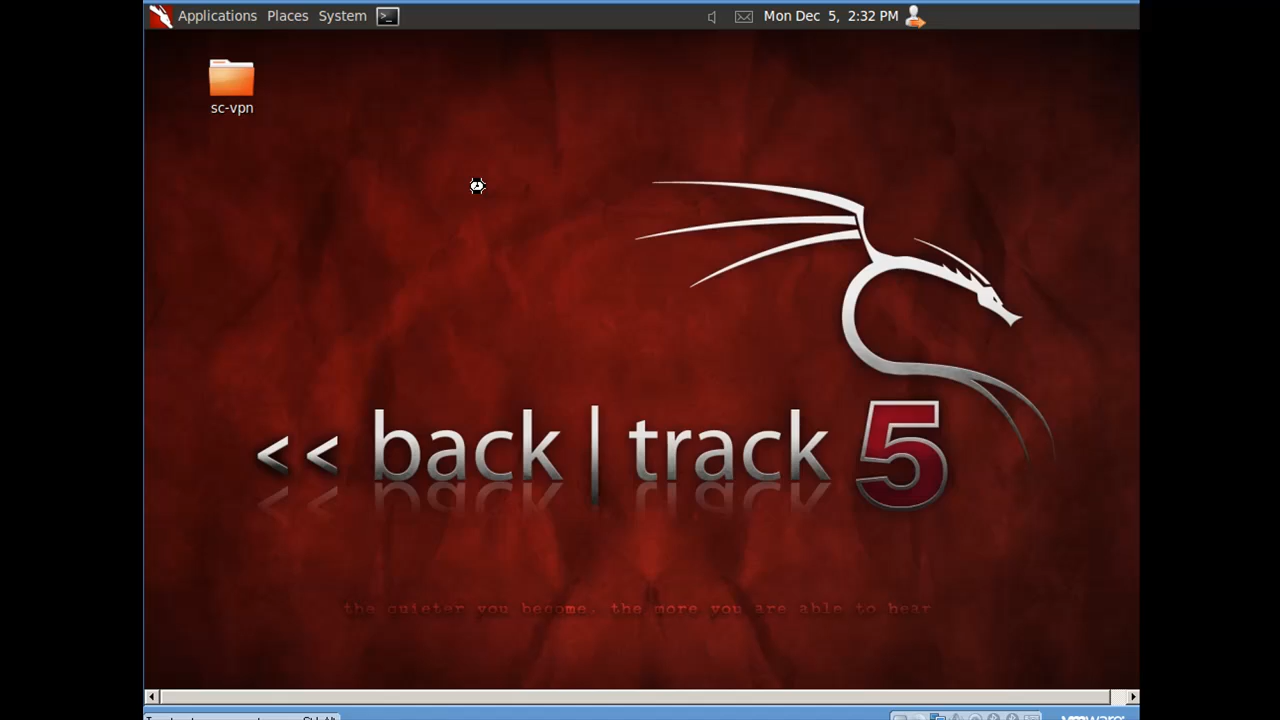 Applications Places System Mon Dec 5, 2:32 PM
sc-vpn
<< back | track 5
the quieter you become, the more you are able to hear
vmware